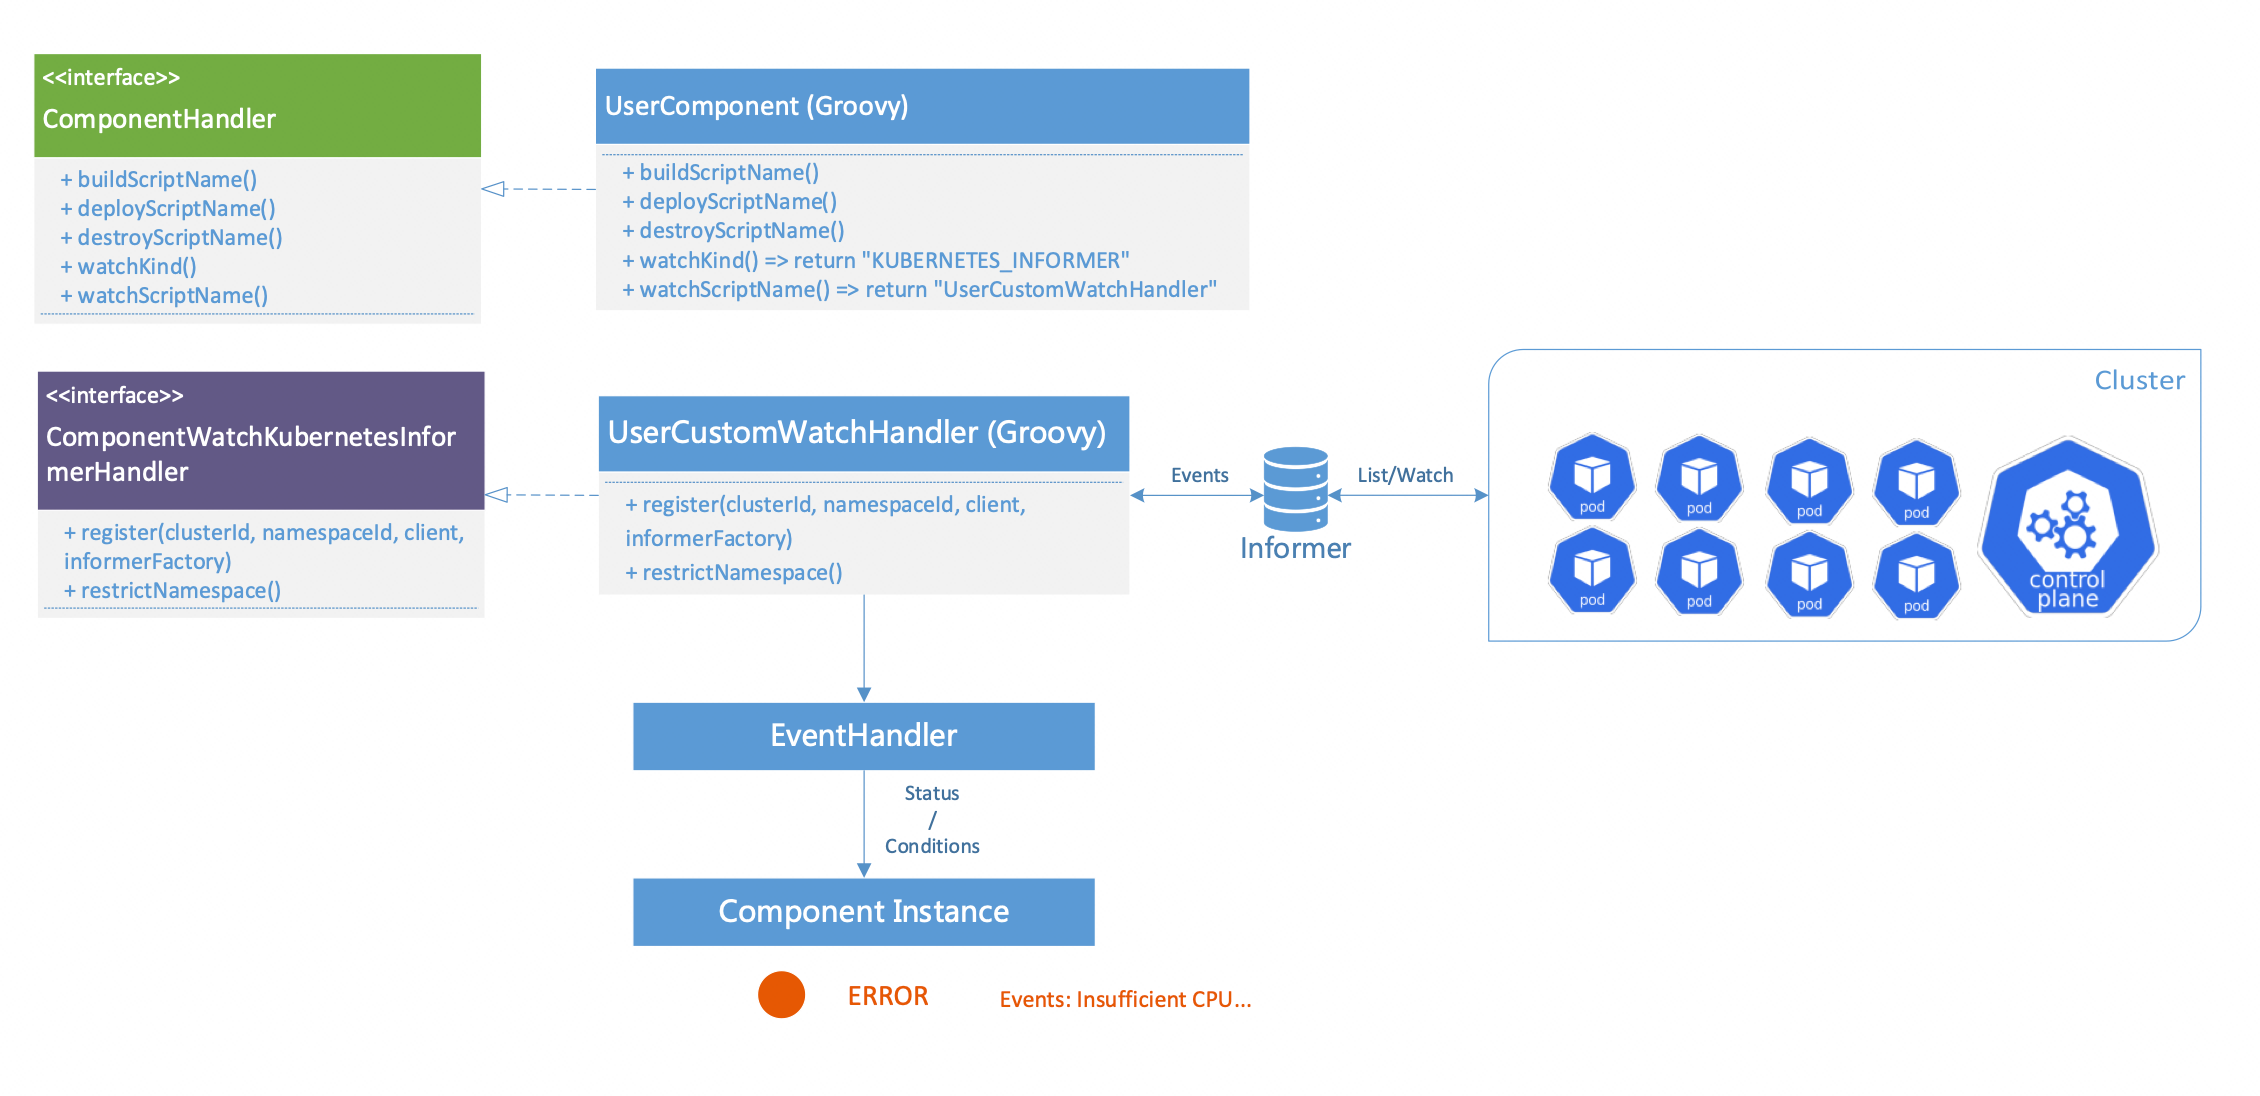 <<interface>>
ComponentHandler
+ buildScriptName()
+ deployScriptName()
+ destroyScriptName()
+ watchKind()
+ watchScriptName()
UserComponent (Groovy)
+ buildScriptName()
+ deployScriptName()
+ destroyScriptName()
+ watchKind() => return "KUBERNETES_INFORMER"
+ watchScriptName() => return "UserCustomWatchHandler"
<<interface>>
ComponentWatchKubernetesInfor
merHandler
+ register(clusterId, namespaceId, client,
informerFactory)
+ restrictNamespace()
UserCustomWatchHandler (Groovy)
+ register(clusterId, namespaceId, client,
informerFactory)
+ restrictNamespace()
Events
Informer
List/Watch
Cluster
pod
pod
pod
pod
pod
pod
pod
pod
control
plane
EventHandler
Status
/
Conditions
Component Instance
ERROR
Events: Insufficient CPU...